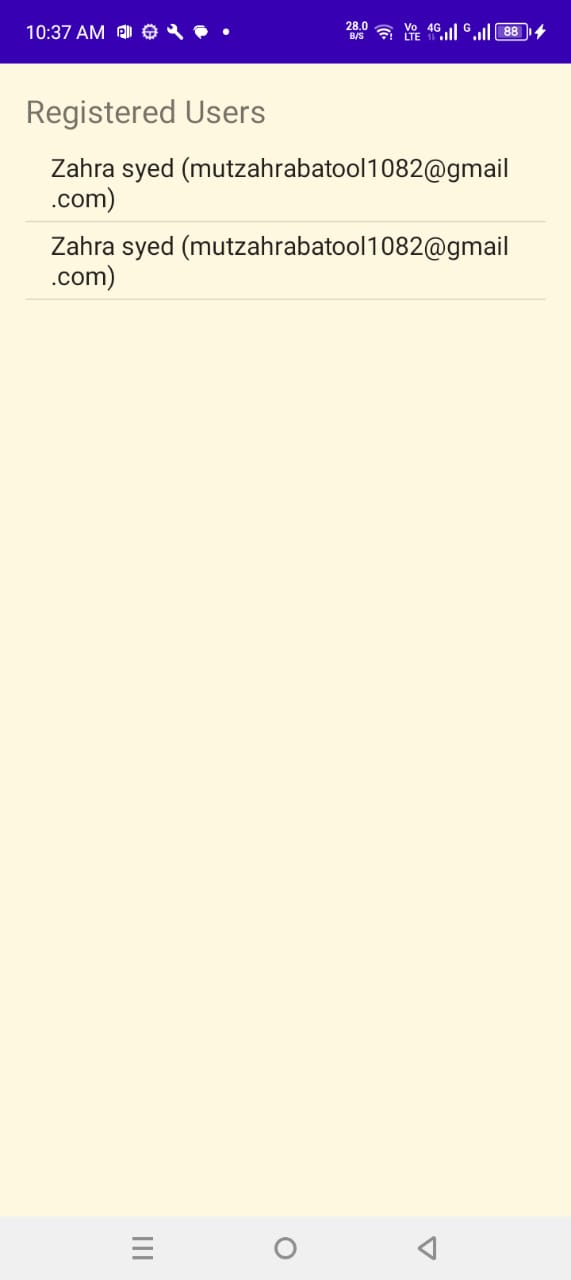 10:37 AM 28.0 B/S Vo LTE 4G G 88
Registered Users
Zahra syed (mutzahrabatool1082@gmail
.com)
Zahra syed (mutzahrabatool1082@gmail
.com)